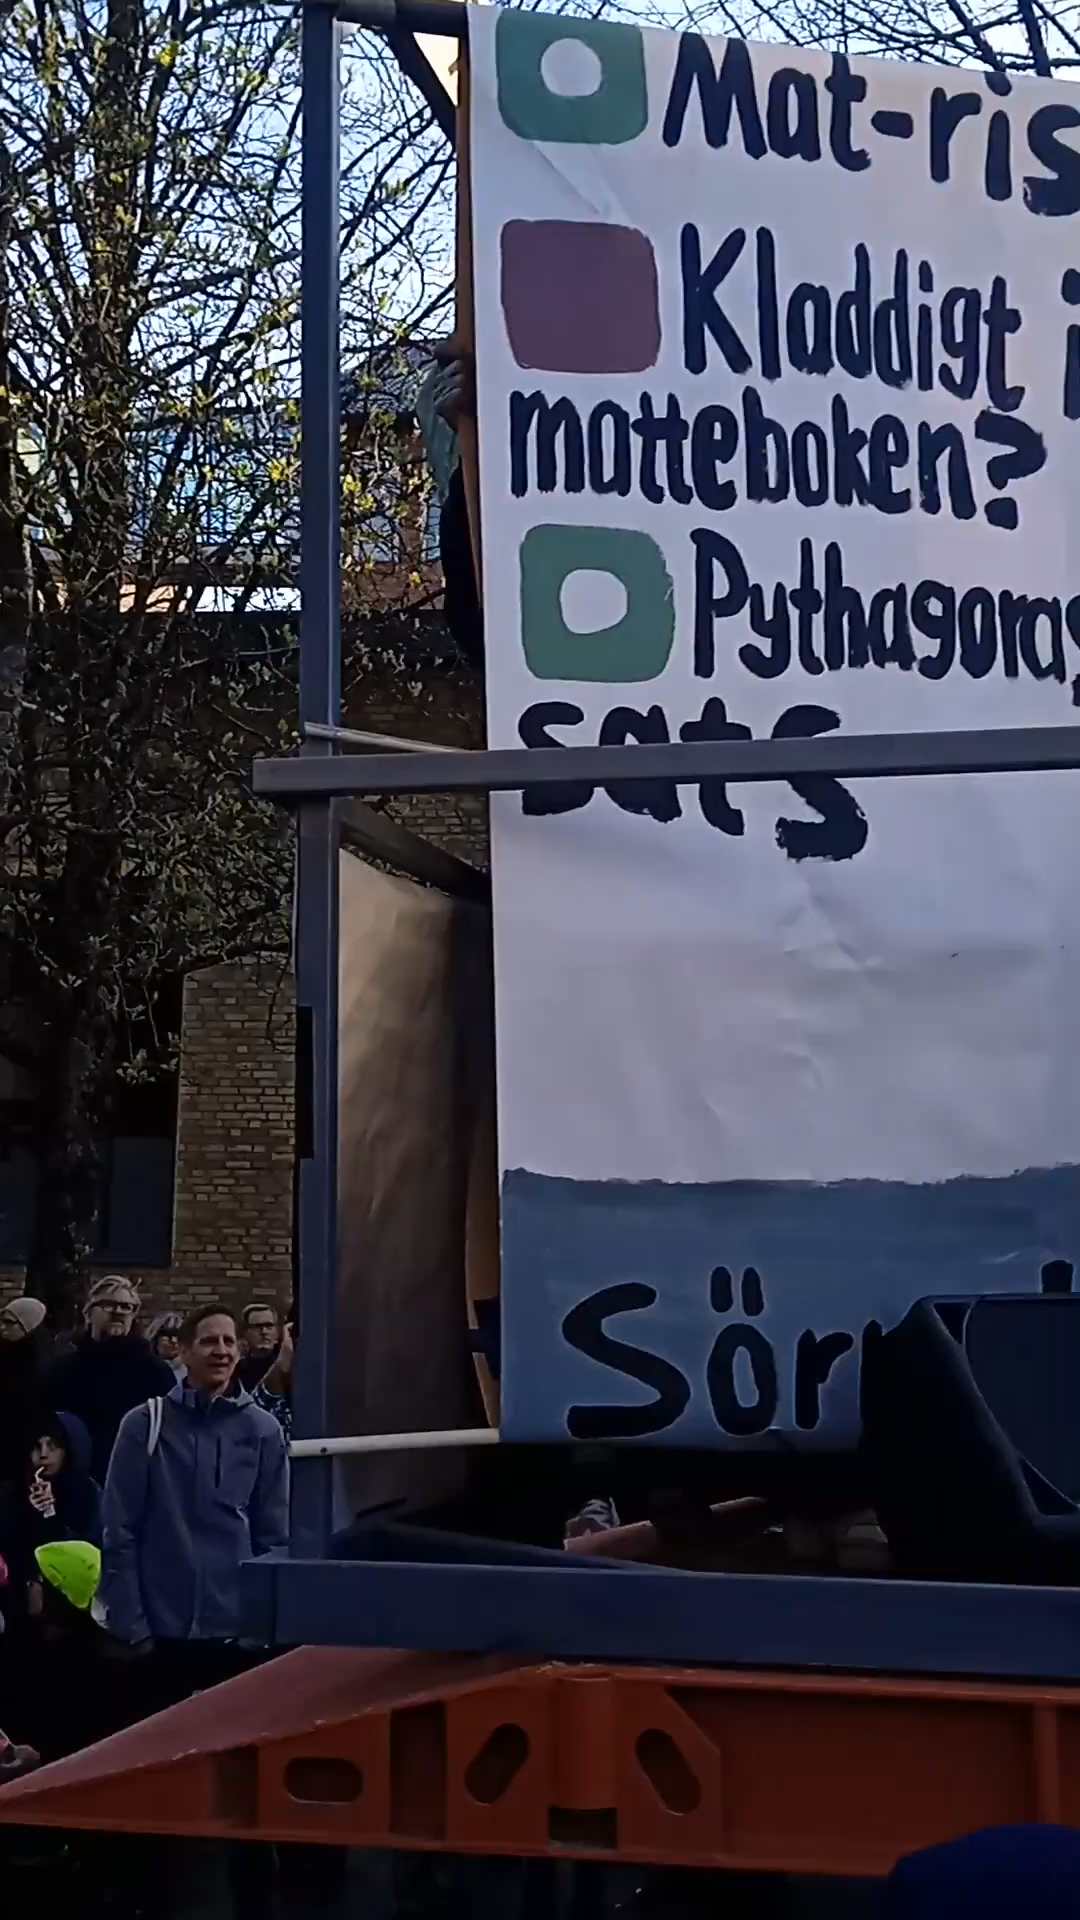 Mat-ris
Kladdigt i
matteboken?
Pythagoras
sats
Sör